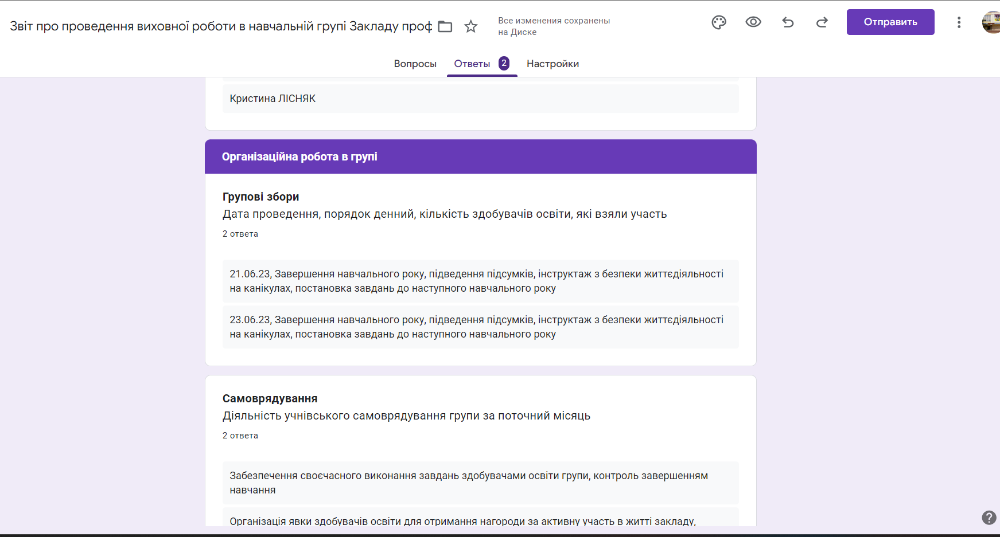 Звіт про проведення виховної роботи в навчальній групі Закладу проф
Все изменения сохранены
на Диске
Отправить
Вопросы
Ответы 2
Настройки
Кристина ЛІСНЯК
Організаційна робота в групі
Групові збори
Дата проведення, порядок денний, кількість здобувачів освіти, які взяли участь
2 ответа
21.06.23, Завершення навчального року, підведення підсумків, інструктаж з безпеки життєдіяльності
на канікулах, постановка завдань до наступного навчального року
23.06.23, Завершення навчального року, підведення підсумків, інструктаж з безпеки життєдіяльності
на канікулах, постановка завдань до наступного навчального року
Самоврядування
Діяльність учнівського самоврядування групи за поточний місяць
2 ответа
Забезпечення своєчасного виконання завдань здобувачами освіти групи, контроль завершенням
навчання
Організація явки здобувачів освіти для отримання нагороди за активну участь в житті закладу,